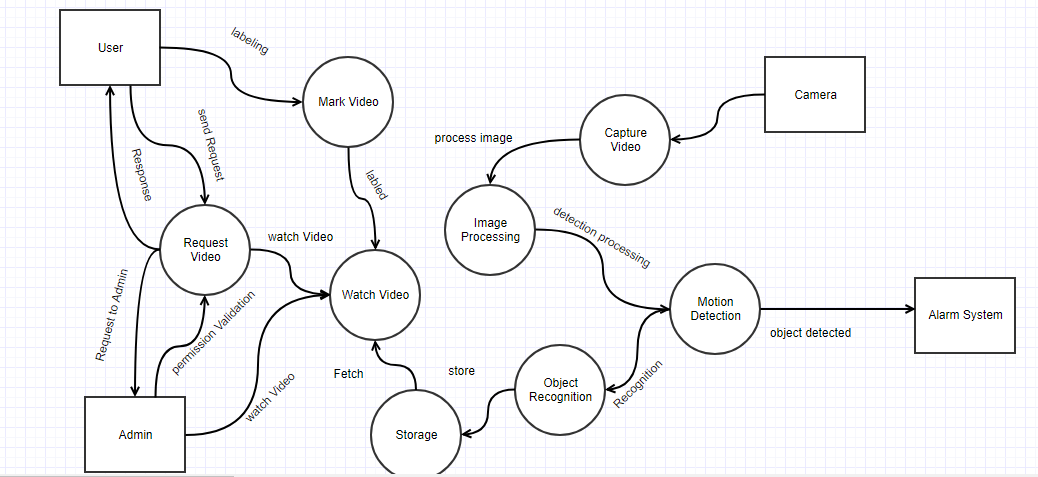 User
labeling
Mark Video
Camera
Capture
Video
process image
send Request
Response
labled
Image
Processing
detection processing
Request
Video
watch Video
Watch Video
Motion
Detection
Alarm System
object detected
Request to Admin
permission Validation
Fetch
store
Object
Recognition
Recognition
watch Video
Admin
Storage